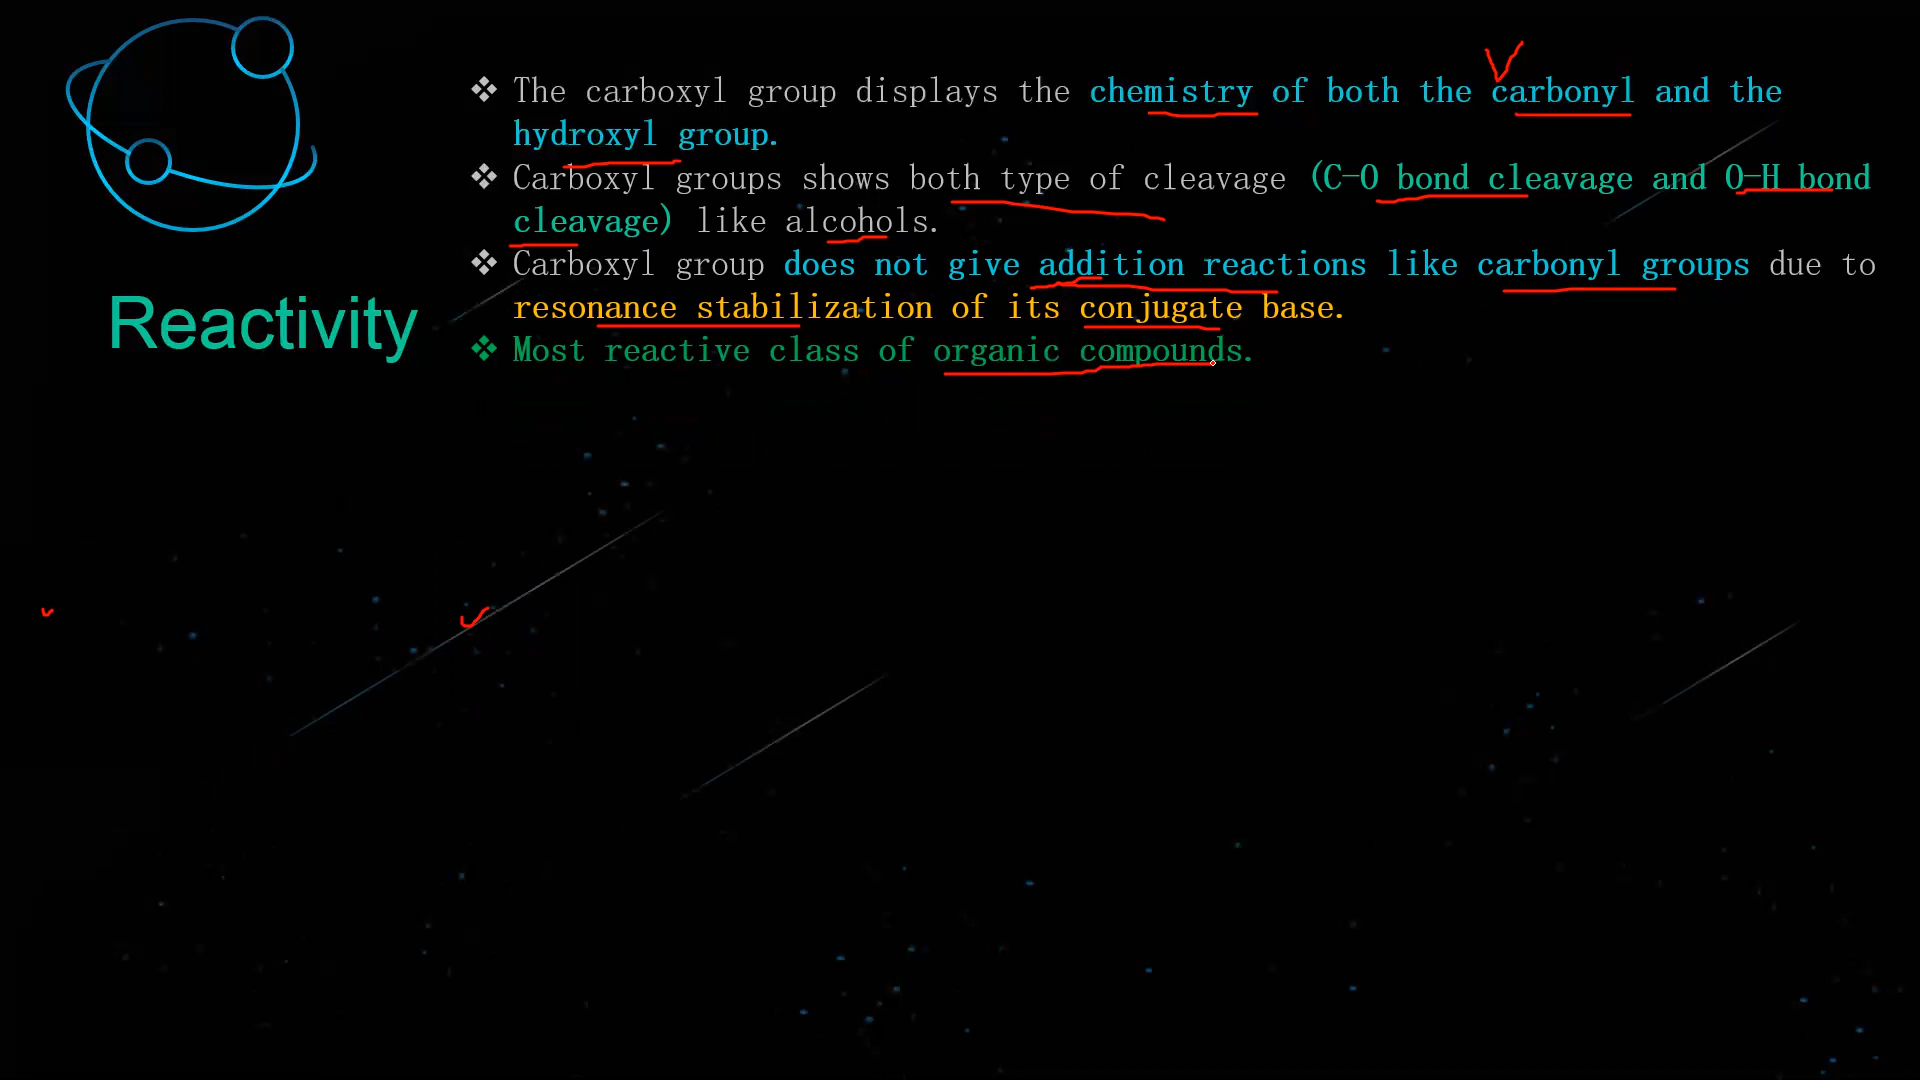 Reactivity
❖ The carboxyl group displays the chemistry of both the carbonyl and the
hydroxyl group.
❖ Carboxyl groups shows both type of cleavage (C-O bond cleavage and O-H bond
cleavage) like alcohols.
❖ Carboxyl group does not give addition reactions like carbonyl groups due to
resonance stabilization of its conjugate base.
❖ Most reactive class of organic compounds.